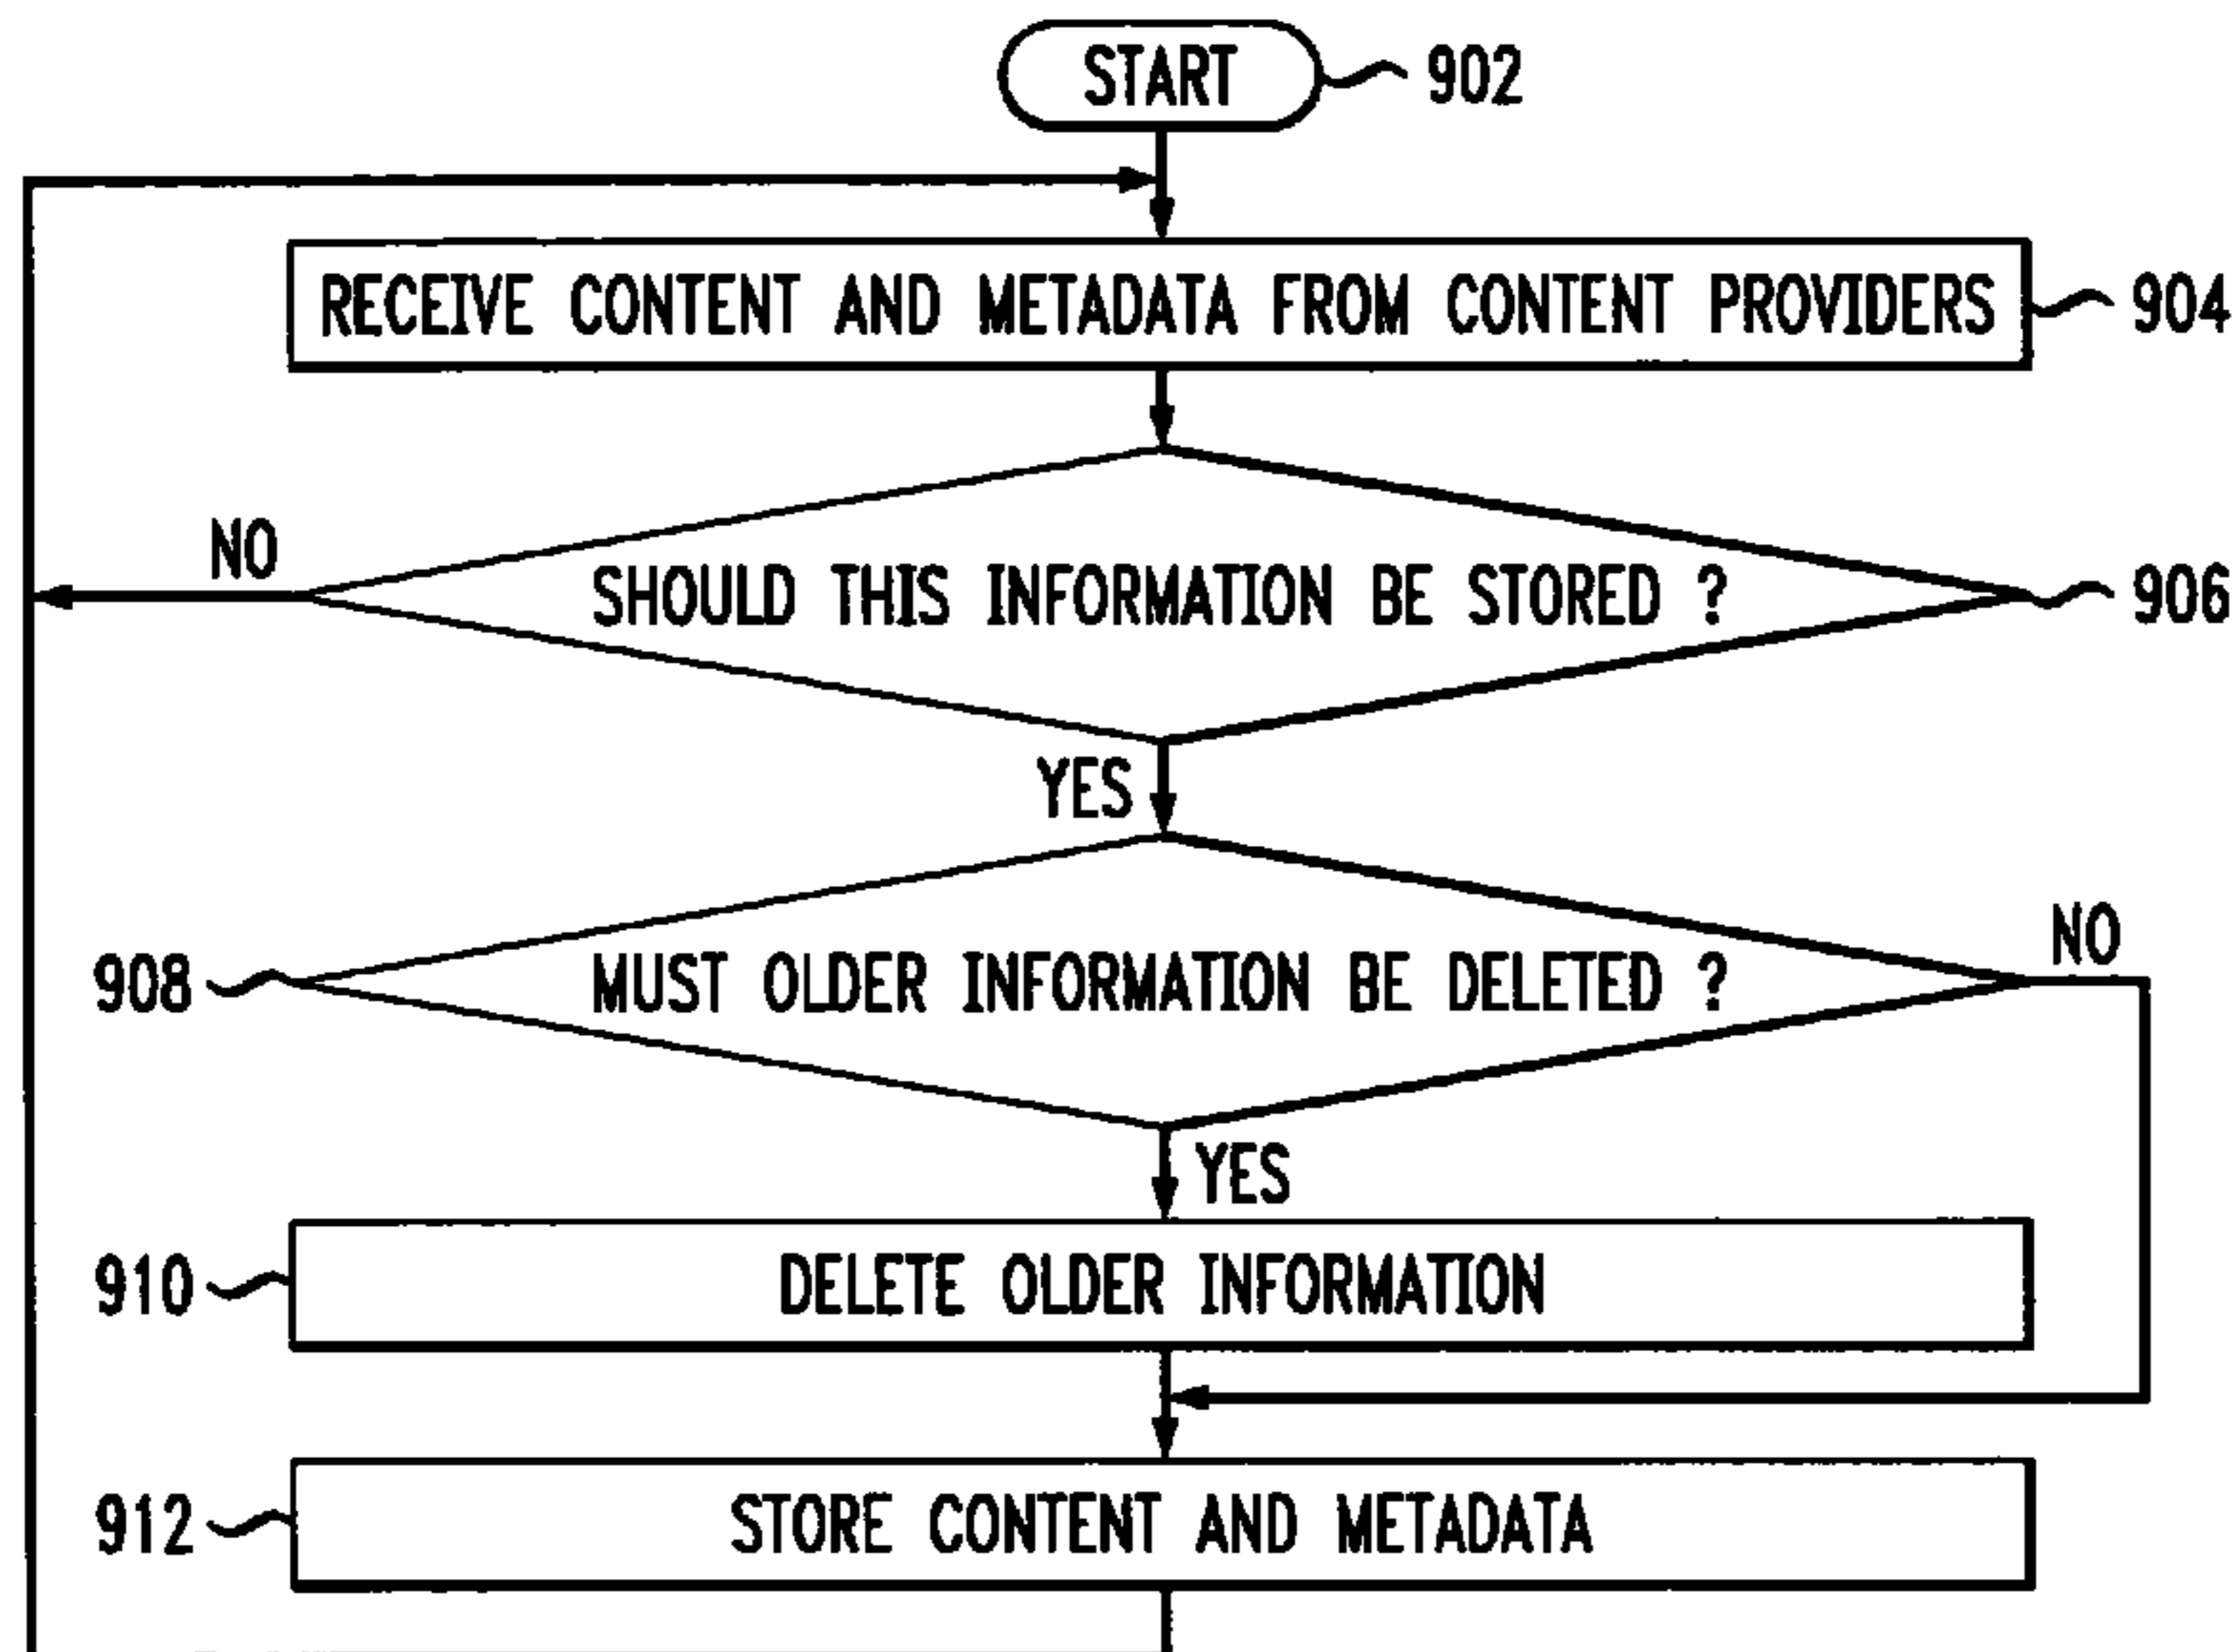 START 902
RECEIVE CONTENT AND METADATA FROM CONTENT PROVIDERS 904
NO
SHOULD THIS INFORMATION BE STORED ? 906
YES
NO
908 MUST OLDER INFORMATION BE DELETED ?
YES
910 DELETE OLDER INFORMATION
912 STORE CONTENT AND METADATA